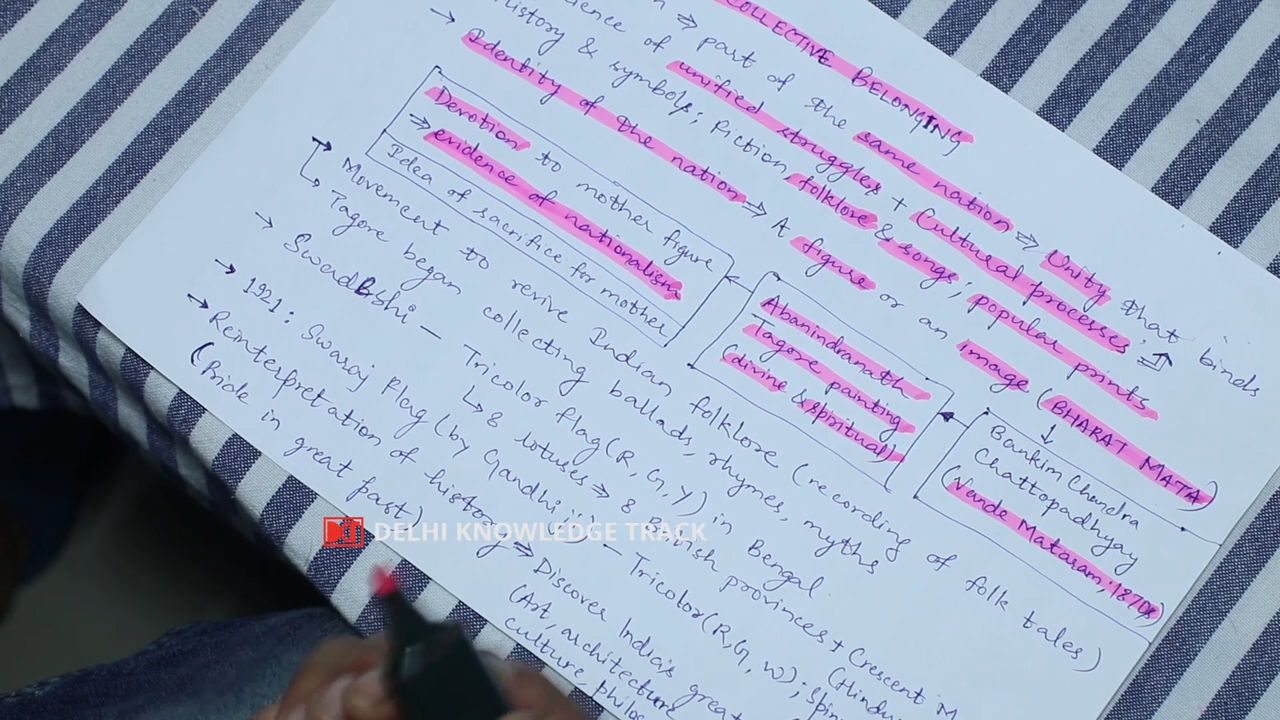 COLLECTIVE BELONGING
⇒ part of the same nation ⇒ Unity that binds
of unified struggles + Cultural processes:
History & symbols; fiction, folklore & songs; popular prints
→ Identity of the nation ⇒ A figure or an image (BHARAT MATA)
Bankim Chandra
Chattopadhyay
(Vande Mataram, 1870s)
Abanindranath
Tagore painting
(divine & spiritual)
Devotion to mother figure
⇒ evidence of nationalism
Idea of sacrifice for mother
→ Movement to revive Indian folklore (recording of folk tales)
↳ Tagore began collecting ballads, rhymes, myths
→ Swadeshi – Tricolor flag (R, G, Y) in Bengal.
↳ 8 lotuses ⇒ 8 British provinces + Crescent M
(Hindu
→ 1921: Swaraj Flag (by Gandhiji) – Tricolor (R, G, W);
→ Reinterpretation of history ⇒ Discover India's great
(Pride in great past)
(Art, architecture
culture,
DKT DELHI KNOWLEDGE TRACK